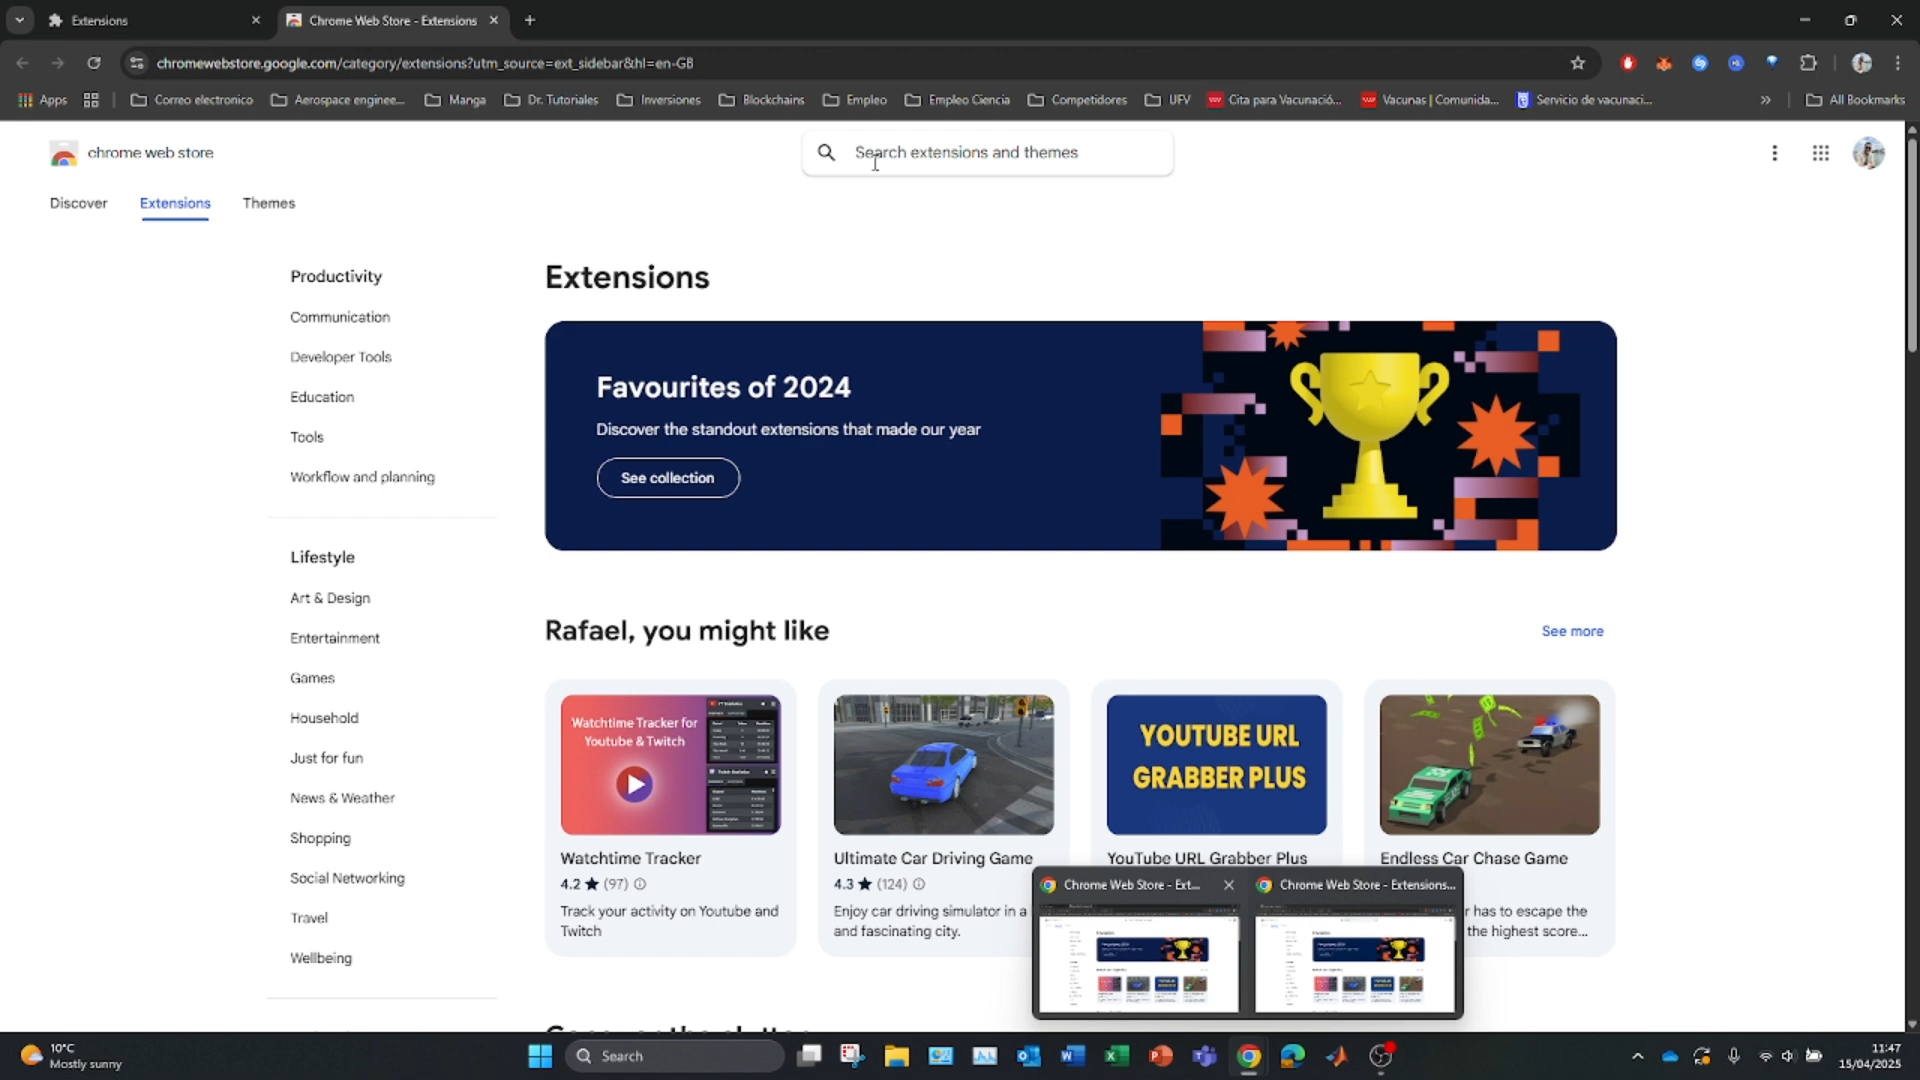 Extensions
Chrome Web Store - Extensions
chromewebstore.google.com/category/extensions?utm_source=ext_sidebar&hl=en-GB
Apps
Correo electronico
Aerospace enginee...
Manga
Dr. Tutoriales
Inversiones
Blockchains
Empleo
Empleo Ciencia
Competidores
UFV
Cita para Vacunació...
Vacunas | Comunida...
Servicio de vacunaci...
All Bookmarks
chrome web store
Search extensions and themes
Discover
Extensions
Themes
Productivity
Communication
Developer Tools
Education
Tools
Workflow and planning
Lifestyle
Art & Design
Entertainment
Games
Household
Just for fun
News & Weather
Shopping
Social Networking
Travel
Wellbeing
Extensions
Favourites of 2024
Discover the standout extensions that made our year
See collection
Rafael, you might like
See more
Watchtime Tracker for
Youtube & Twitch
Watchtime Tracker
4.2 ★ (97)
Track your activity on Youtube and
Twitch
Ultimate Car Driving Game
4.3 ★ (124)
Enjoy car driving simulator in a
and fascinating city.
YOUTUBE URL
GRABBER PLUS
YouTube URL Grabber Plus
Endless Car Chase Game
has to escape the
the highest score...
Chrome Web Store - Ext...
Chrome Web Store - Extensions...
10°C
Mostly sunny
Search
11:47
15/04/2025